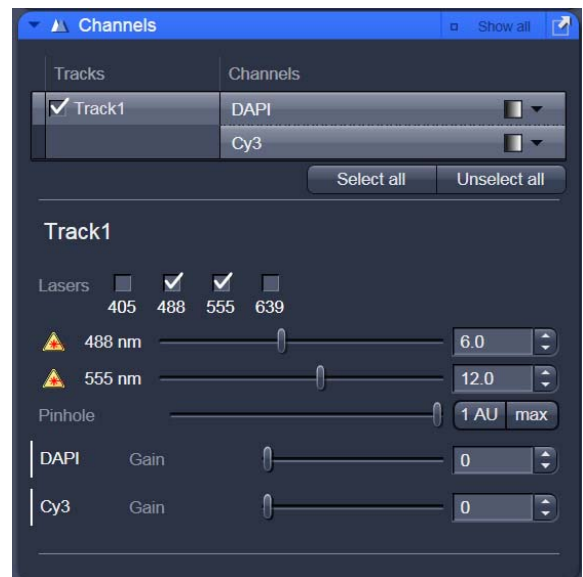 Channels Show all
Tracks Channels
Track1 DAPI
Cy3
Select all Unselect all
Track1
Lasers
405 488 555 639
488 nm 6.0
555 nm 12.0
Pinhole 1 AU max
DAPI Gain 0
Cy3 Gain 0